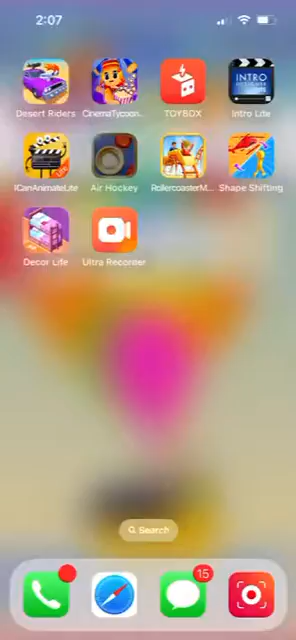 2:07
Desert Riders CinemaTycoon... TOYBOX Intro Lite
INTRO
DESIGNER
ICanAnimateLite Air Hockey RollercoasterM... Shape Shifting
Decor Life Ultra Recorder
Search
15